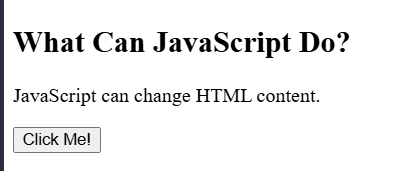 What Can JavaScript Do?
JavaScript can change HTML content.
Click Me!